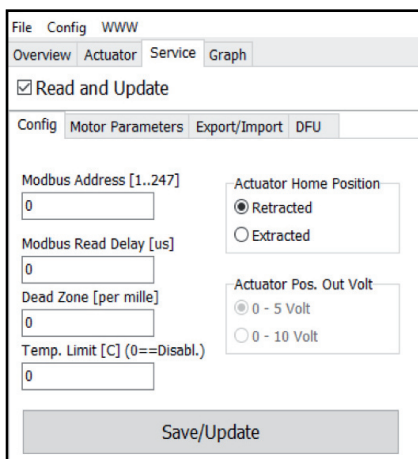 File Config WWW
Overview Actuator Service Graph
Read and Update
Config Motor Parameters Export/Import DFU
Modbus Address [1..247]
0
Modbus Read Delay [us]
0
Dead Zone [per mille]
0
Temp. Limit [C] (0==Disabl.)
0
Actuator Home Position
Retracted
Extracted
Actuator Pos. Out Volt
0 - 5 Volt
0 - 10 Volt
Save/Update